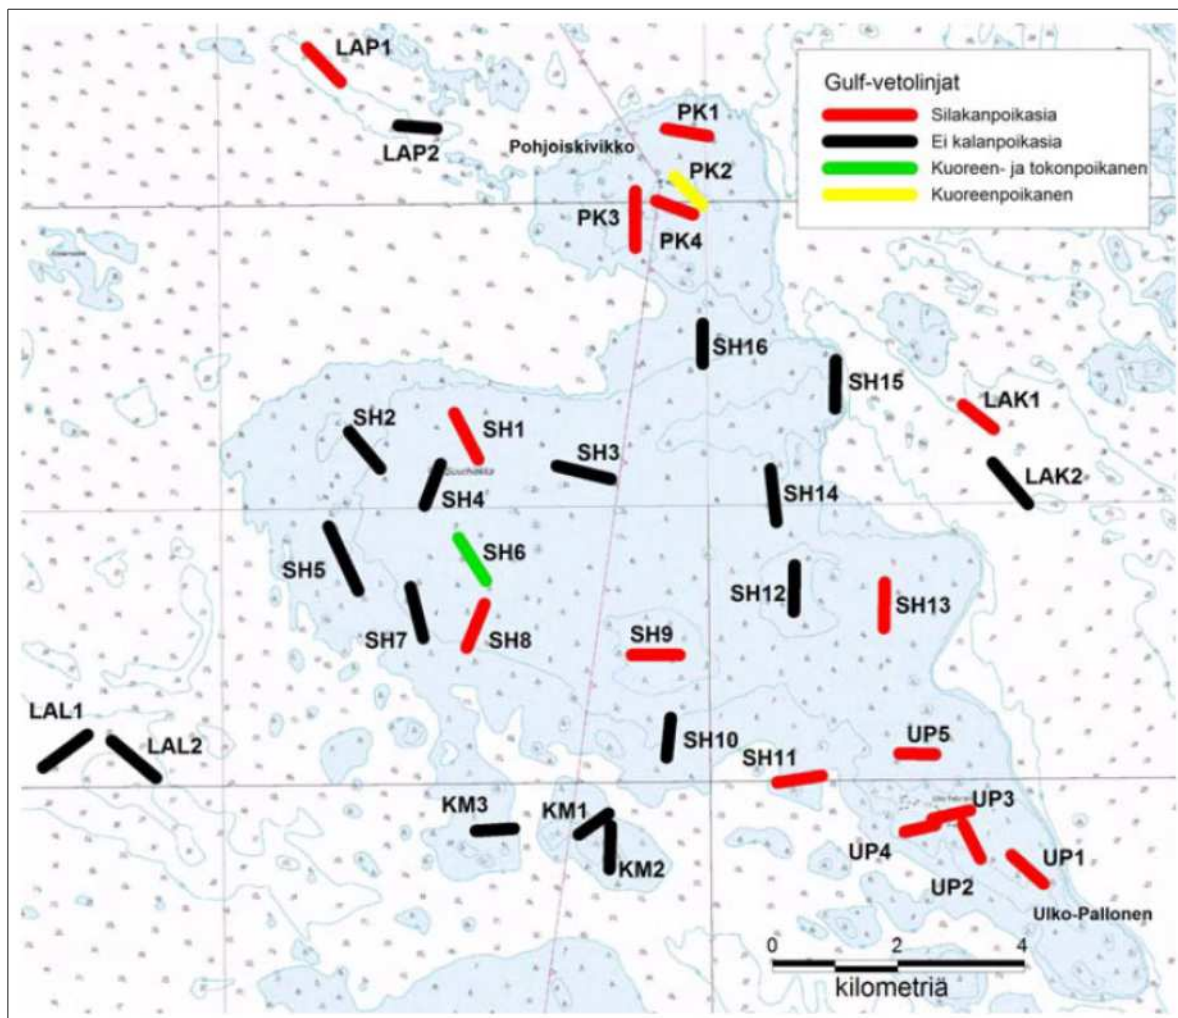 LAP1
LAP2
Pohjoiskivikko
PK1
PK2
PK3
PK4
Gulf-vetolinjat
Silakanpoikasia
Ei kalanpoikasia
Kuoreen- ja tokonpoikanen
Kuoreenpoikanen
SH16
SH15
LAK1
LAK2
SH2
SH1
SH3
SH4
SH14
SH5
SH6
SH12
SH13
SH7
SH8
SH9
LAL1
LAL2
SH10
UP5
SH11
KM3
KM1
KM2
UP3
UP4
UP2
UP1
Ulko-Pallonen
0 2 4
kilometriä